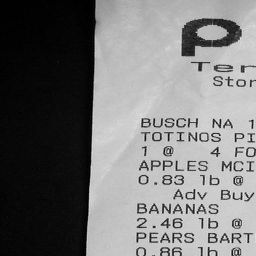 P
Ter
Stor
BUSCH NA 1
TOTINOS PI
1 @ 4 FO
APPLES MCI
0.83 lb @
Adv Buy
BANANAS
2.46 lb @
PEARS BART
0.86 lb @